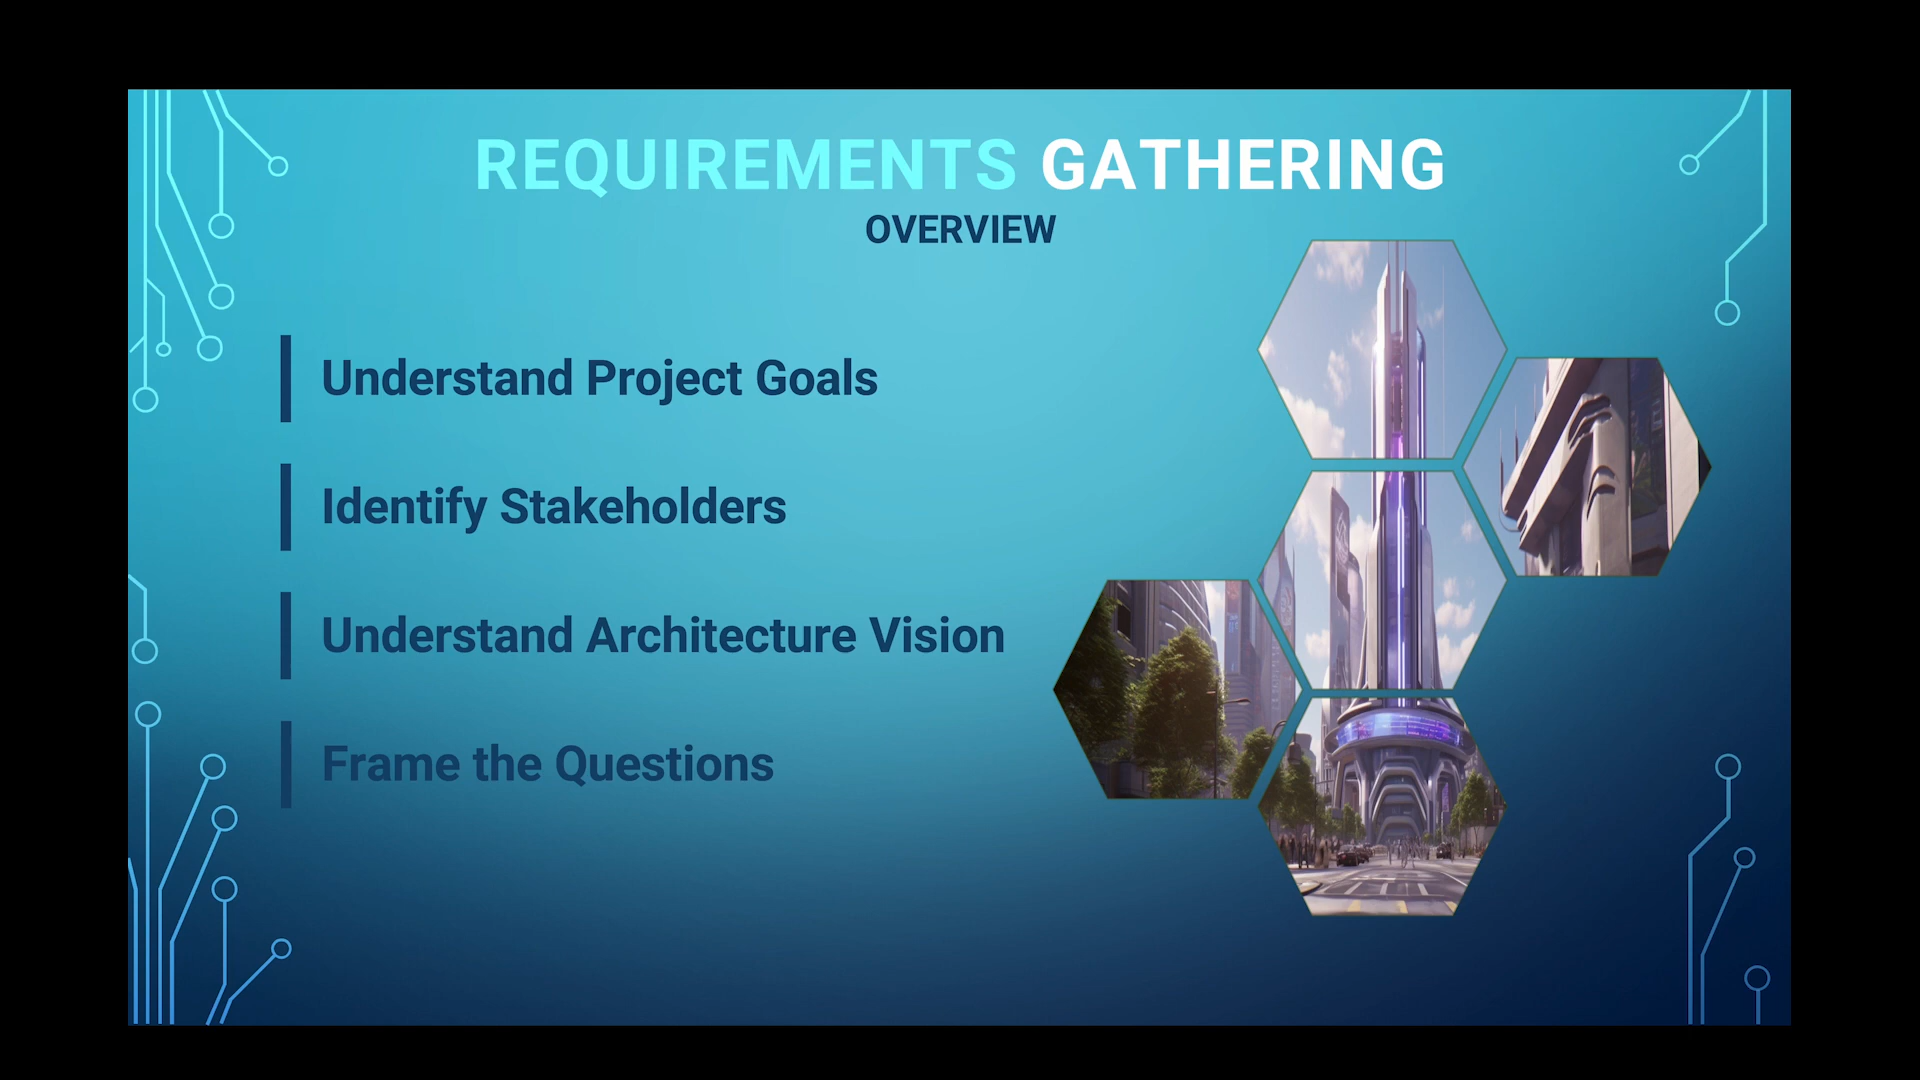 REQUIREMENTS GATHERING
OVERVIEW
Understand Project Goals
Identify Stakeholders
Understand Architecture Vision
Frame the Questions